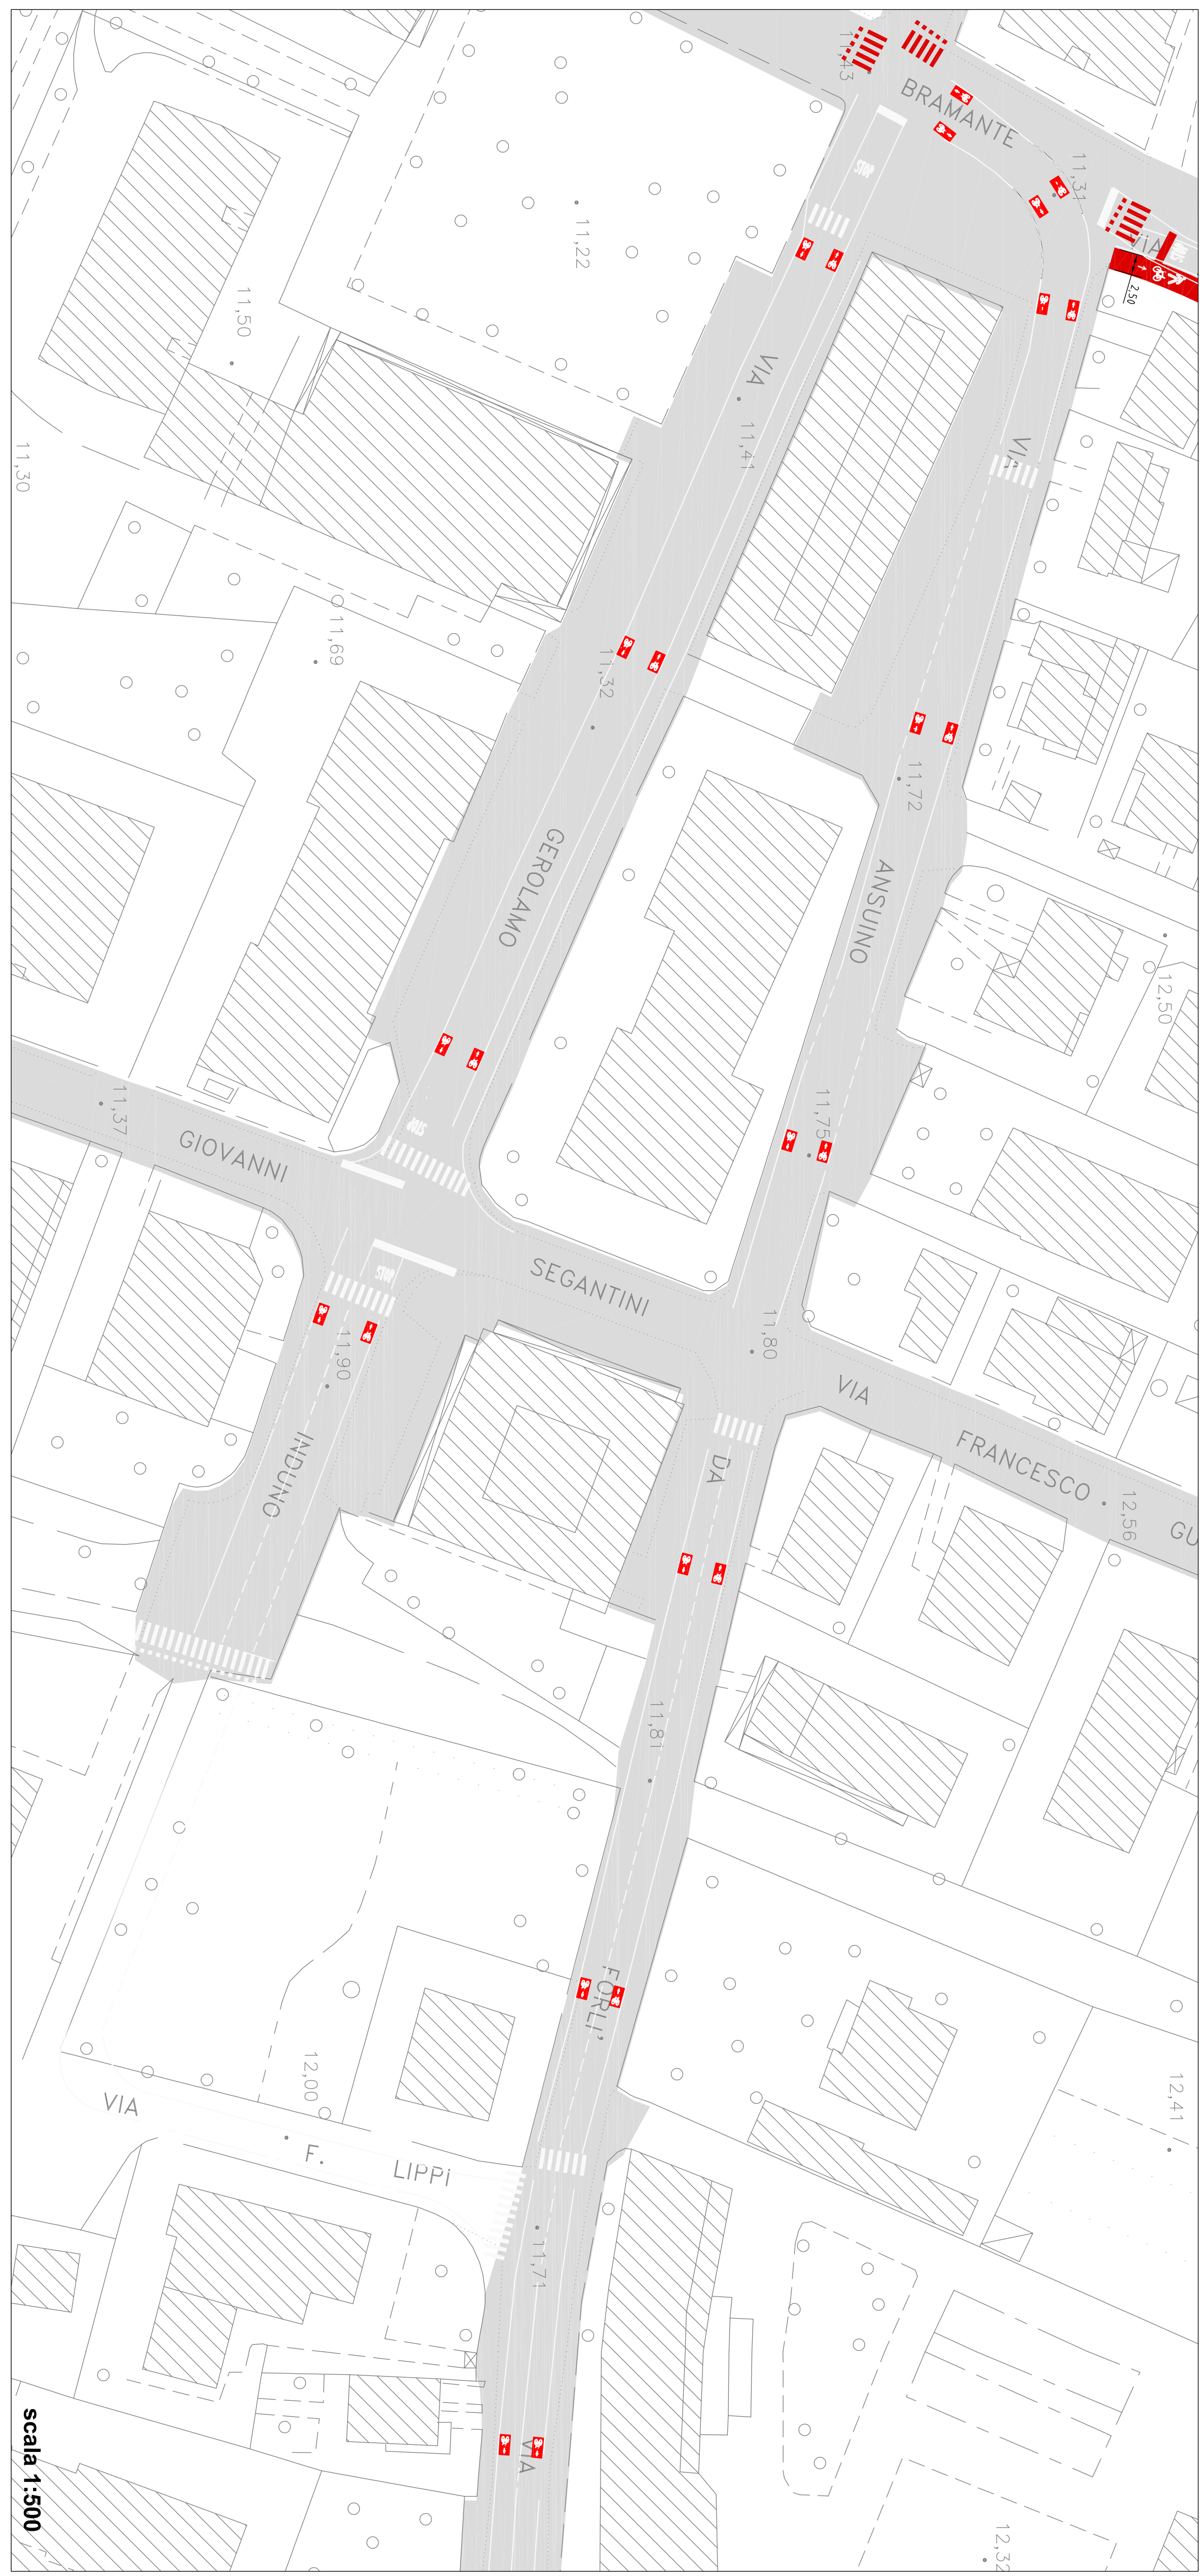 11,43
BRAMANTE
11,31
VIA
2,50
STOP
11,22
11,50
VIA
11,41
VIA
11,30
11,69
11,32
11,72
GEROLAMO
ANSUINO
12,50
11,37
GIOVANNI
STOP
11,75
SEGANTINI
STOP
11,80
11,90
VIA
INDUNO
DA
FRANCESCO
12,56
GU
11,81
FORLI'
12,00
12,41
VIA
F.
LIPPi
11,71
VIA
scala 1:500
12,32